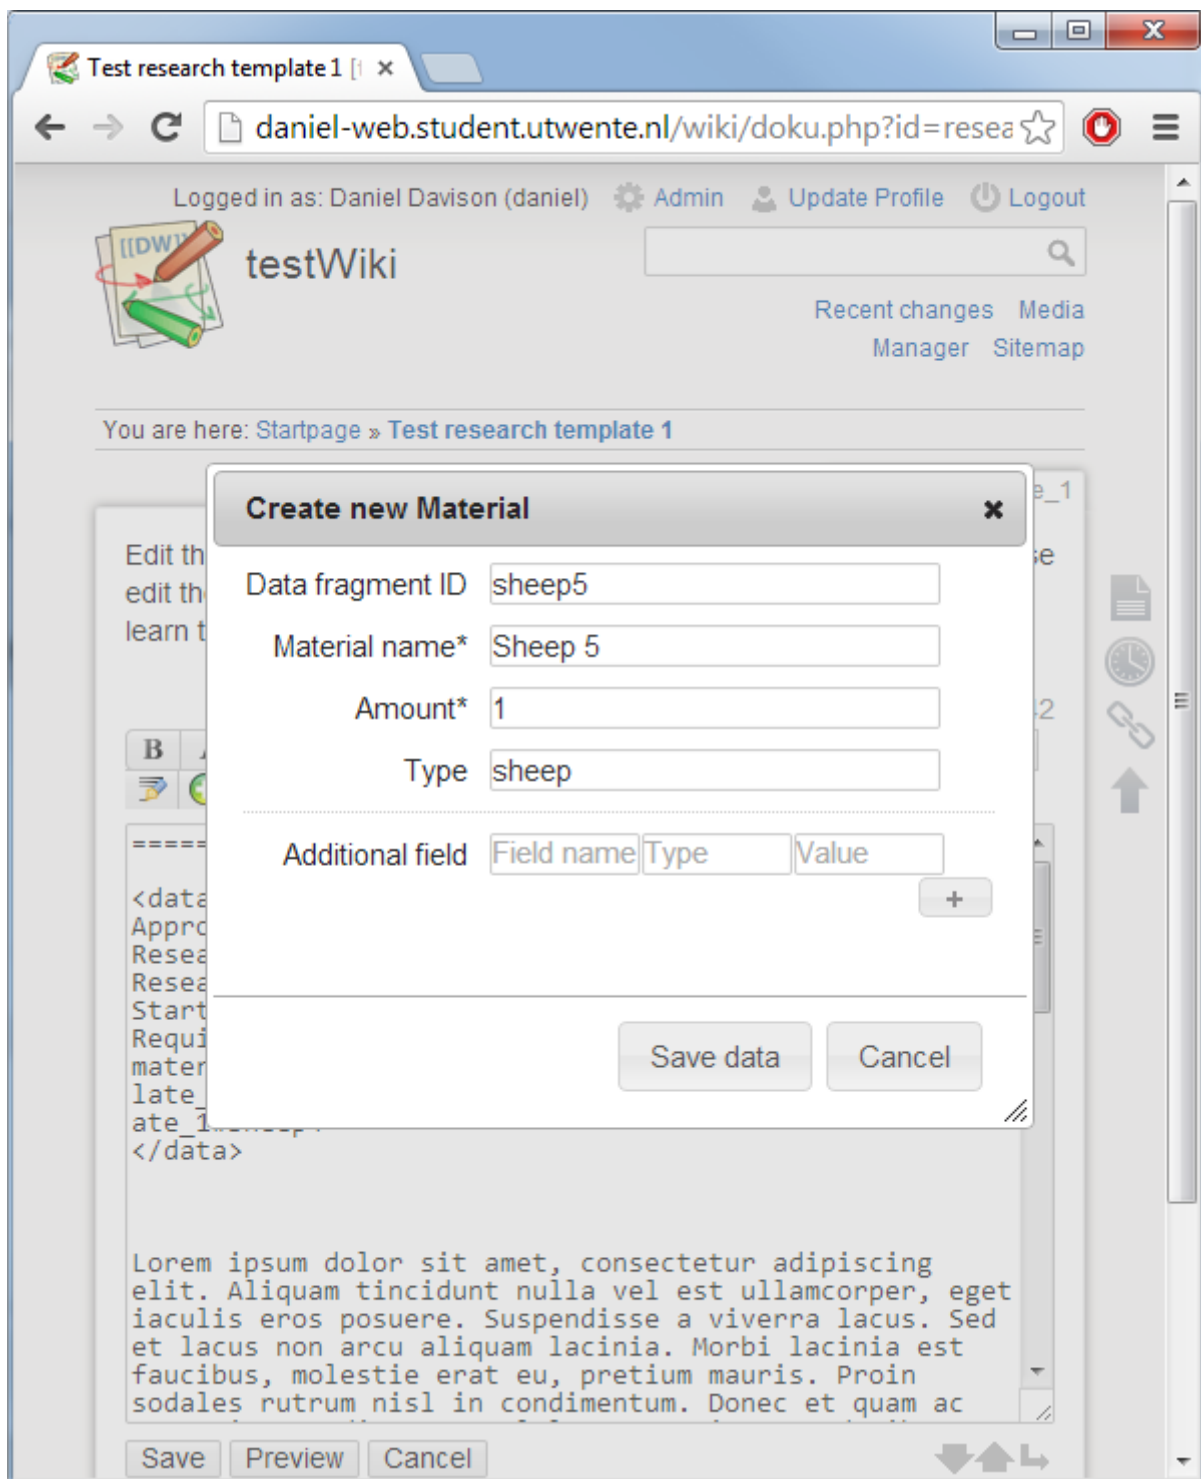 Test research template 1 [
daniel-web.student.utwente.nl/wiki/doku.php?id=resea
Logged in as: Daniel Davison (daniel) Admin Update Profile Logout
[[DW]]
testWiki
Recent changes Media
Manager Sitemap
You are here: Startpage » Test research template 1
e_1
Create new Material
Edit th
se
edit th
learn t
Data fragment ID sheep5
Material name* Sheep 5
Amount* 1
42
B
Type sheep
Additional field Field name Type Value
+
=====
<data
Appro
Resea
Resea
Start
Requi
mater
late_
ate_1
</data>
Save data Cancel
Lorem ipsum dolor sit amet, consectetur adipiscing
elit. Aliquam tincidunt nulla vel est ullamcorper, eget
iaculis eros posuere. Suspendisse a viverra lacus. Sed
et lacus non arcu aliquam lacinia. Morbi lacinia est
faucibus, molestie erat eu, pretium mauris. Proin
sodales rutrum nisl in condimentum. Donec et quam ac
Save Preview Cancel